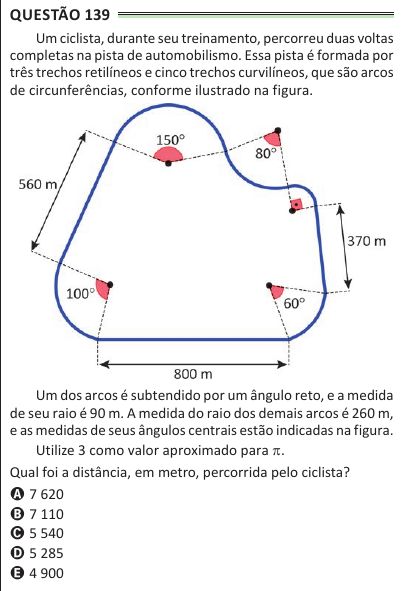 QUESTÃO 139
Um ciclista, durante seu treinamento, percorreu duas voltas
completas na pista de automobilismo. Essa pista é formada por
três trechos retilíneos e cinco trechos curvilíneos, que são arcos
de circunferências, conforme ilustrado na figura.
150°
80°
560 m
370 m
100°
60°
800 m
Um dos arcos é subtendido por um ângulo reto, e a medida
de seu raio é 90 m. A medida do raio dos demais arcos é 260 m,
e as medidas de seus ângulos centrais estão indicadas na figura.
Utilize 3 como valor aproximado para π.
Qual foi a distância, em metro, percorrida pelo ciclista?
A 7 620
B 7 110
C 5 540
D 5 285
E 4 900